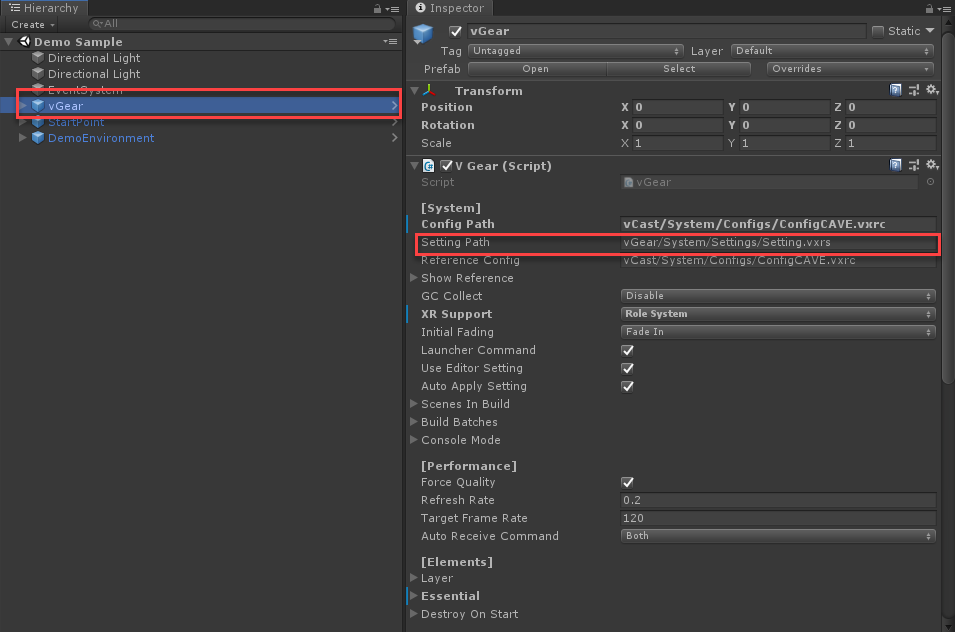 Hierarchy
Create
All
Demo Sample
Directional Light
Directional Light
EventSystem
vGear
StartPoint
DemoEnvironment
Inspector
vGear
Static
Tag Untagged Layer Default
Prefab Open Select Overrides
Transform
Position X 0 Y 0 Z 0
Rotation X 0 Y 0 Z 0
Scale X 1 Y 1 Z 1
V Gear (Script)
Script vGear
[System]
Config Path vCast/System/Configs/ConfigCAVE.vxrc
Setting Path vGear/System/Settings/Setting.vxrs
Reference Config vCast/System/Configs/ConfigCAVE.vxrc
Show Reference
GC Collect Disable
XR Support Role System
Initial Fading Fade In
Launcher Command
Use Editor Setting
Auto Apply Setting
Scenes In Build
Build Batches
Console Mode
[Performance]
Force Quality
Refresh Rate 0.2
Target Frame Rate 120
Auto Receive Command Both
[Elements]
Layer
Essential
Destroy On Start